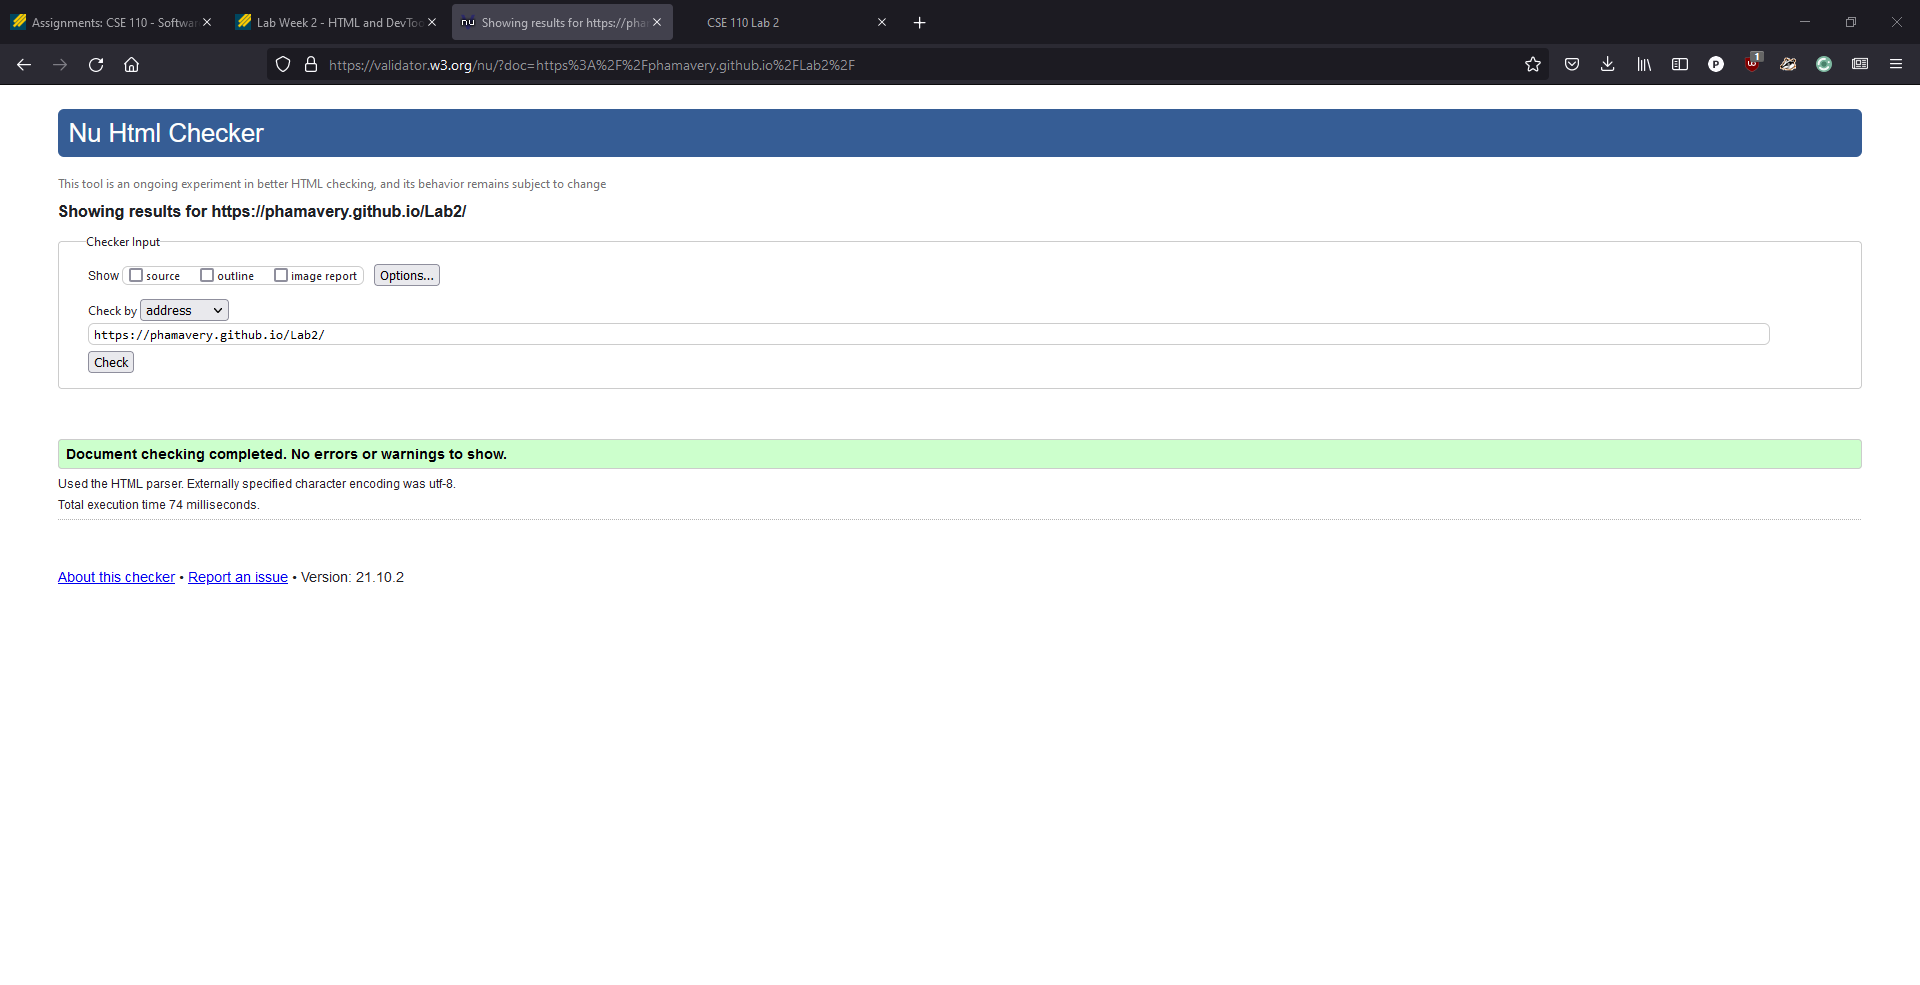 Assignments: CSE 110 - Softwar
Lab Week 2 - HTML and DevToo
nu Showing results for https://pha
CSE 110 Lab 2
https://validator.w3.org/nu/?doc=https%3A%2F%2Fphamavery.github.io%2FLab2%2F
P
1
Nu Html Checker
This tool is an ongoing experiment in better HTML checking, and its behavior remains subject to change
Showing results for https://phamavery.github.io/Lab2/
Checker Input
Show source outline image report Options...
Check by address
https://phamavery.github.io/Lab2/
Check
Document checking completed. No errors or warnings to show.
Used the HTML parser. Externally specified character encoding was utf-8.
Total execution time 74 milliseconds.
About this checker • Report an issue • Version: 21.10.2